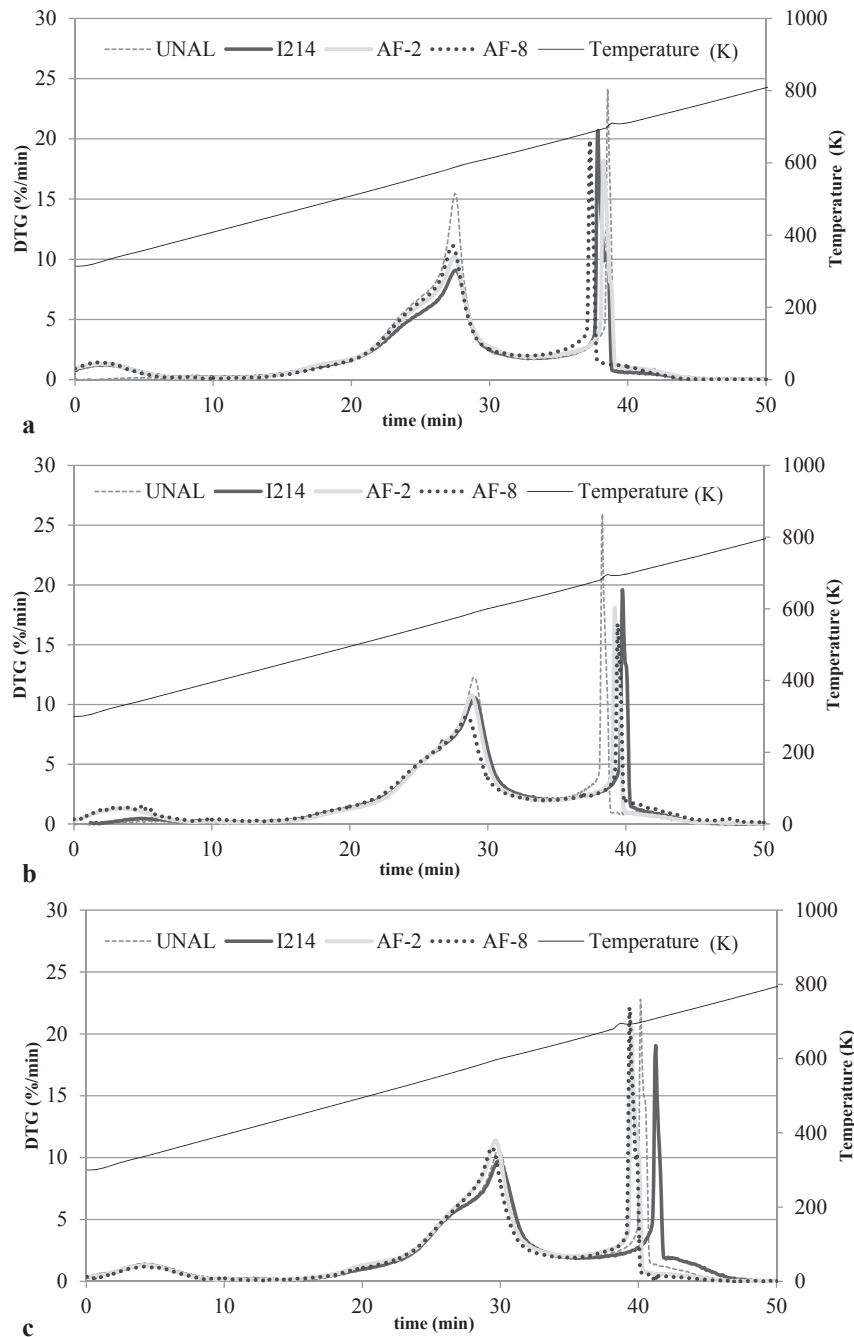 30 1000
UNAL I214 AF-2 AF-8 Temperature (K)
25 800
20
600
15
400
10
5 200
0 0
0 10 20 30 40 50
DTG (%/min)
Temperature (K)
time (min)
a
30 1000
UNAL I214 AF-2 AF-8 Temperature (K)
25 800
20
600
15
400
10
5 200
0 0
0 10 20 30 40 50
DTG (%/min)
Temperature (K)
time (min)
b
30 1000
UNAL I214 AF-2 AF-8 Temperature (K)
25 800
20
600
15
400
10
5 200
0 0
0 10 20 30 40 50
DTG (%/min)
Temperature (K)
time (min)
c